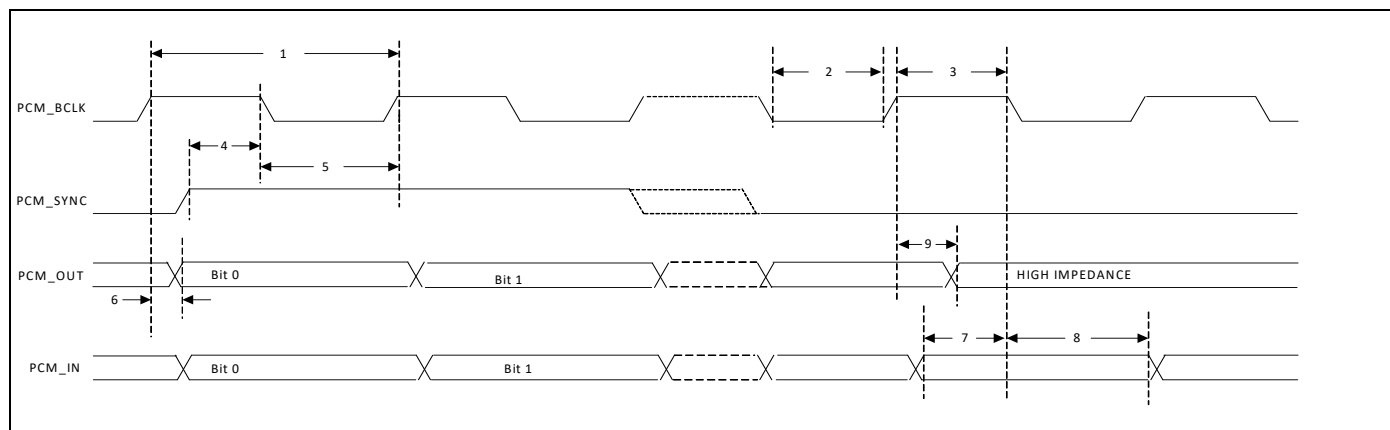 1
2
3
PCM_BCLK
4
5
PCM_SYNC
9
PCM_OUT
Bit 0
Bit 1
HIGH IMPEDANCE
6
7
8
PCM_IN
Bit 0
Bit 1